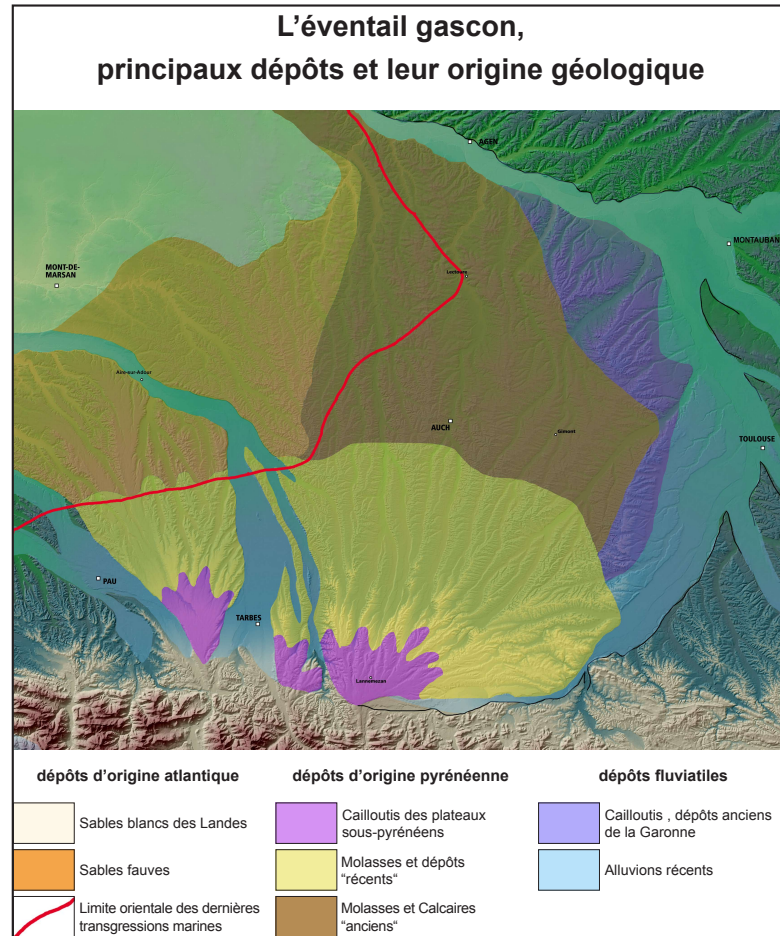 L'éventail gascon,
principaux dépôts et leur origine géologique
AGEN
MONTAUBAN
MONT-DE-
MARSAN
Lectoure
Aire-sur-Adour
AUCH
Gimont
TOULOUSE
PAU
TARBES
Lannemezan
dépôts d'origine atlantique
Sables blancs des Landes
Sables fauves
Limite orientale des dernières
transgressions marines
dépôts d'origine pyrénéenne
Cailloutis des plateaux
sous-pyrénéens
Molasses et dépôts
"récents"
Molasses et Calcaires
"anciens"
dépôts fluviatiles
Cailloutis , dépôts anciens
de la Garonne
Alluvions récents